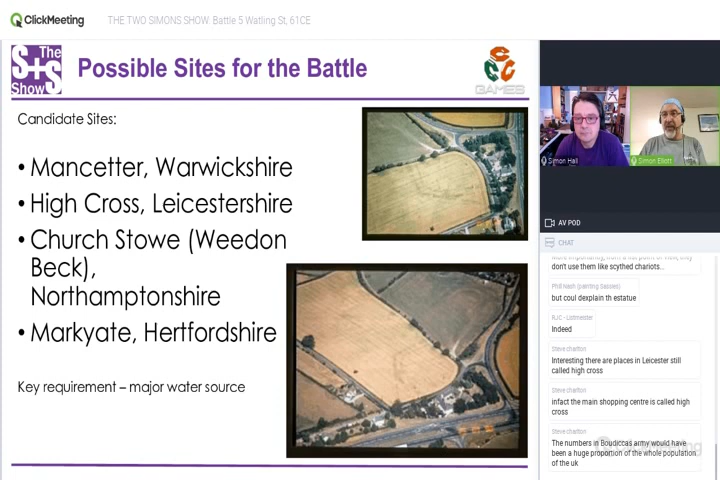 ClickMeeting
THE TWO SIMONS SHOW: Battle 5 Watling St, 61CE
The
S+S
Show
Possible Sites for the Battle
GAMES
Candidate Sites:
• Mancetter, Warwickshire
• High Cross, Leicestershire
• Church Stowe (Weedon
Beck),
Northamptonshire
• Markyate, Hertfordshire
Key requirement – major water source
Simon Hall
Simon Elliott
AV POD
CHAT
don't use them like scythed chariots...
Phil Nash (painting Sassies)
but coul dexplain th estatue
RJC - Listmeister
Indeed
Steve charlton
Interesting there are places in Leicester still
called high cross
Steve charlton
infact the main shopping centre is called high
cross
Steve charlton
The numbers in Boudiccas army would have
been a huge proportion of the whole population
of the uk